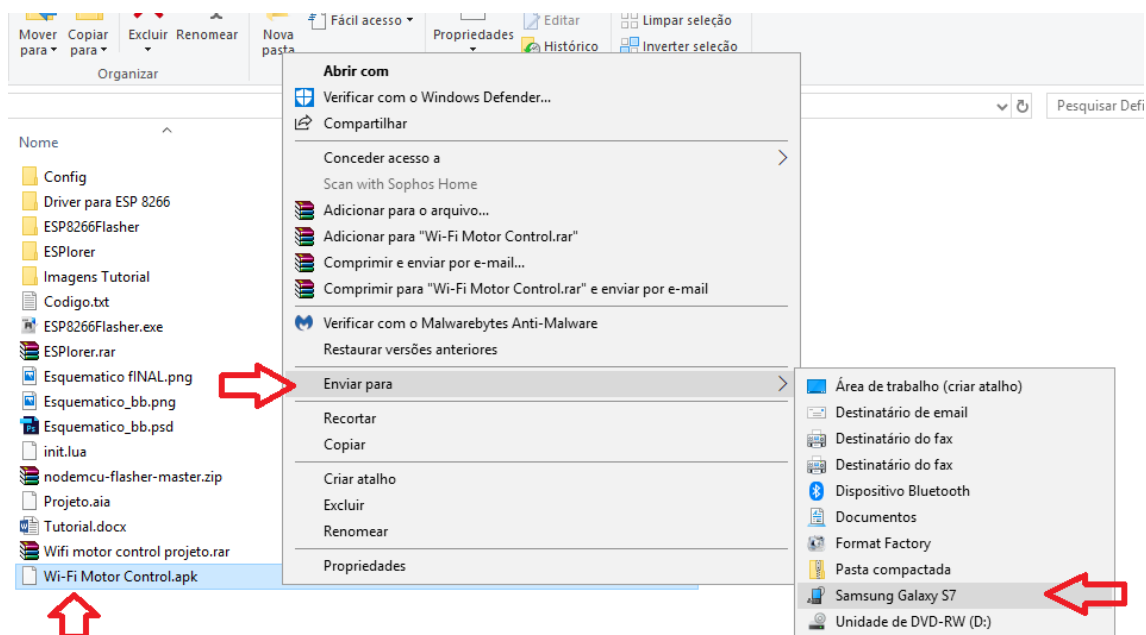 Mover para
Copiar para
Excluir
Renomear
Nova pasta
Fácil acesso
Propriedades
Editar
Histórico
Limpar seleção
Inverter seleção
Organizar
Pesquisar Defi
Nome
Config
Driver para ESP 8266
ESP8266Flasher
ESPlorer
Imagens Tutorial
Codigo.txt
ESP8266Flasher.exe
ESPlorer.rar
Esquematico fINAL.png
Esquematico_bb.png
Esquematico_bb.psd
init.lua
nodemcu-flasher-master.zip
Projeto.aia
Tutorial.docx
Wifi motor control projeto.rar
Wi-Fi Motor Control.apk
Abrir com
Verificar com o Windows Defender...
Compartilhar
Conceder acesso a
Scan with Sophos Home
Adicionar para o arquivo...
Adicionar para "Wi-Fi Motor Control.rar"
Comprimir e enviar por e-mail...
Comprimir para "Wi-Fi Motor Control.rar" e enviar por e-mail
Verificar com o Malwarebytes Anti-Malware
Restaurar versões anteriores
Enviar para
Recortar
Copiar
Criar atalho
Excluir
Renomear
Propriedades
Área de trabalho (criar atalho)
Destinatário de email
Destinatário do fax
Destinatário do fax
Dispositivo Bluetooth
Documentos
Format Factory
Pasta compactada
Samsung Galaxy S7
Unidade de DVD-RW (D:)